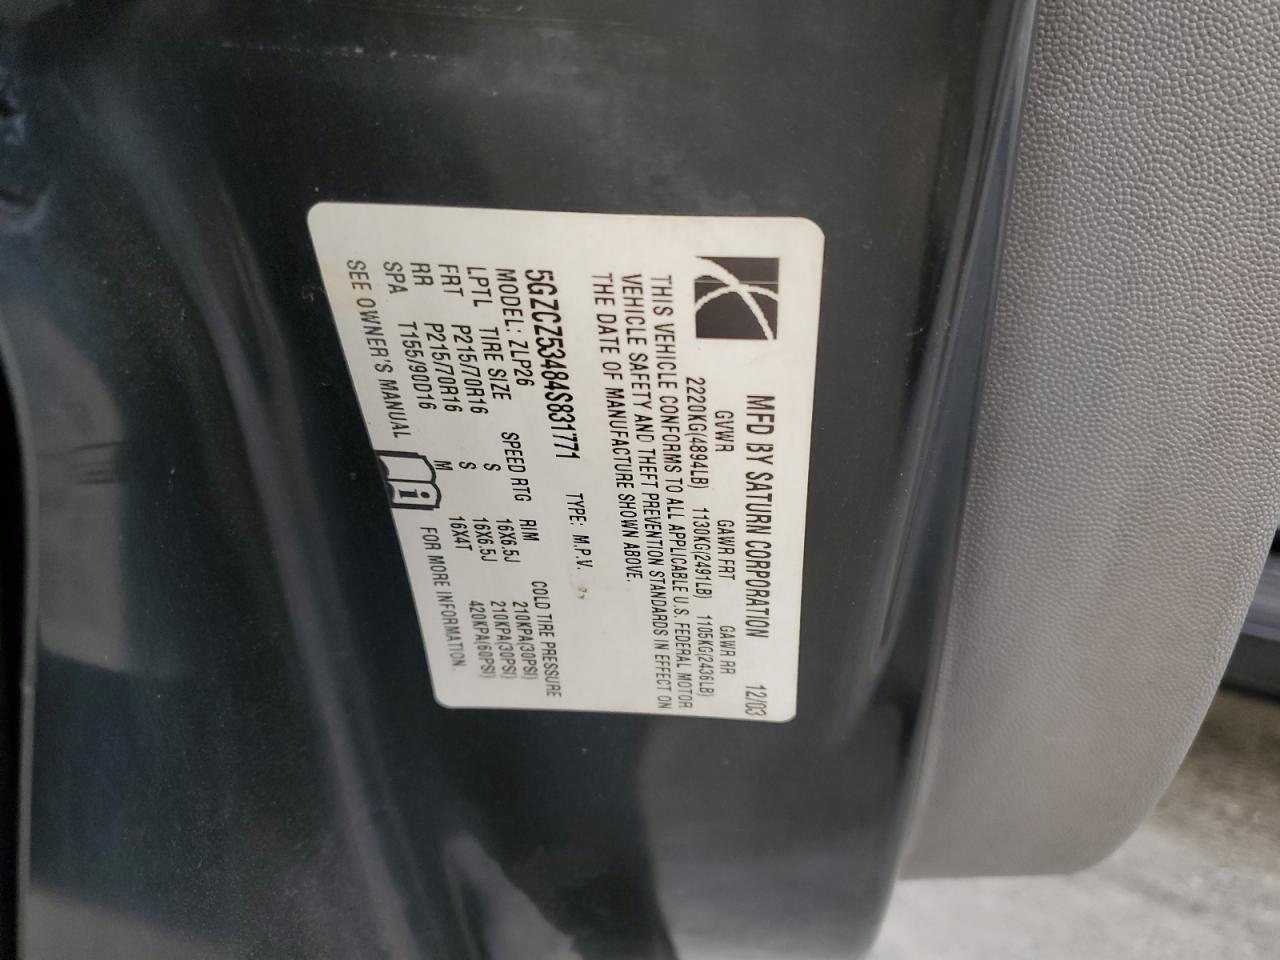 MFD BY SATURN CORPORATION 12/03
GVWR GAWR FRT GAWR RR
2220KG(4894LB) 1130KG(2491LB) 1105KG(2436LB)
THIS VEHICLE CONFORMS TO ALL APPLICABLE U.S. FEDERAL MOTOR
VEHICLE SAFETY AND THEFT PREVENTION STANDARDS IN EFFECT ON
THE DATE OF MANUFACTURE SHOWN ABOVE.
5GZCZ53484S831771 TYPE: M.P.V.
MODEL: ZLP26
LPTL TIRE SIZE SPEED RTG RIM COLD TIRE PRESSURE
FRT P215/70R16 S 16X6.5J 210KPA(30PSI)
RR P215/70R16 S 16X6.5J 210KPA(30PSI)
SPA T155/90D16 M 16X4T 420KPA(60PSI)
SEE OWNER'S MANUAL i FOR MORE INFORMATION.